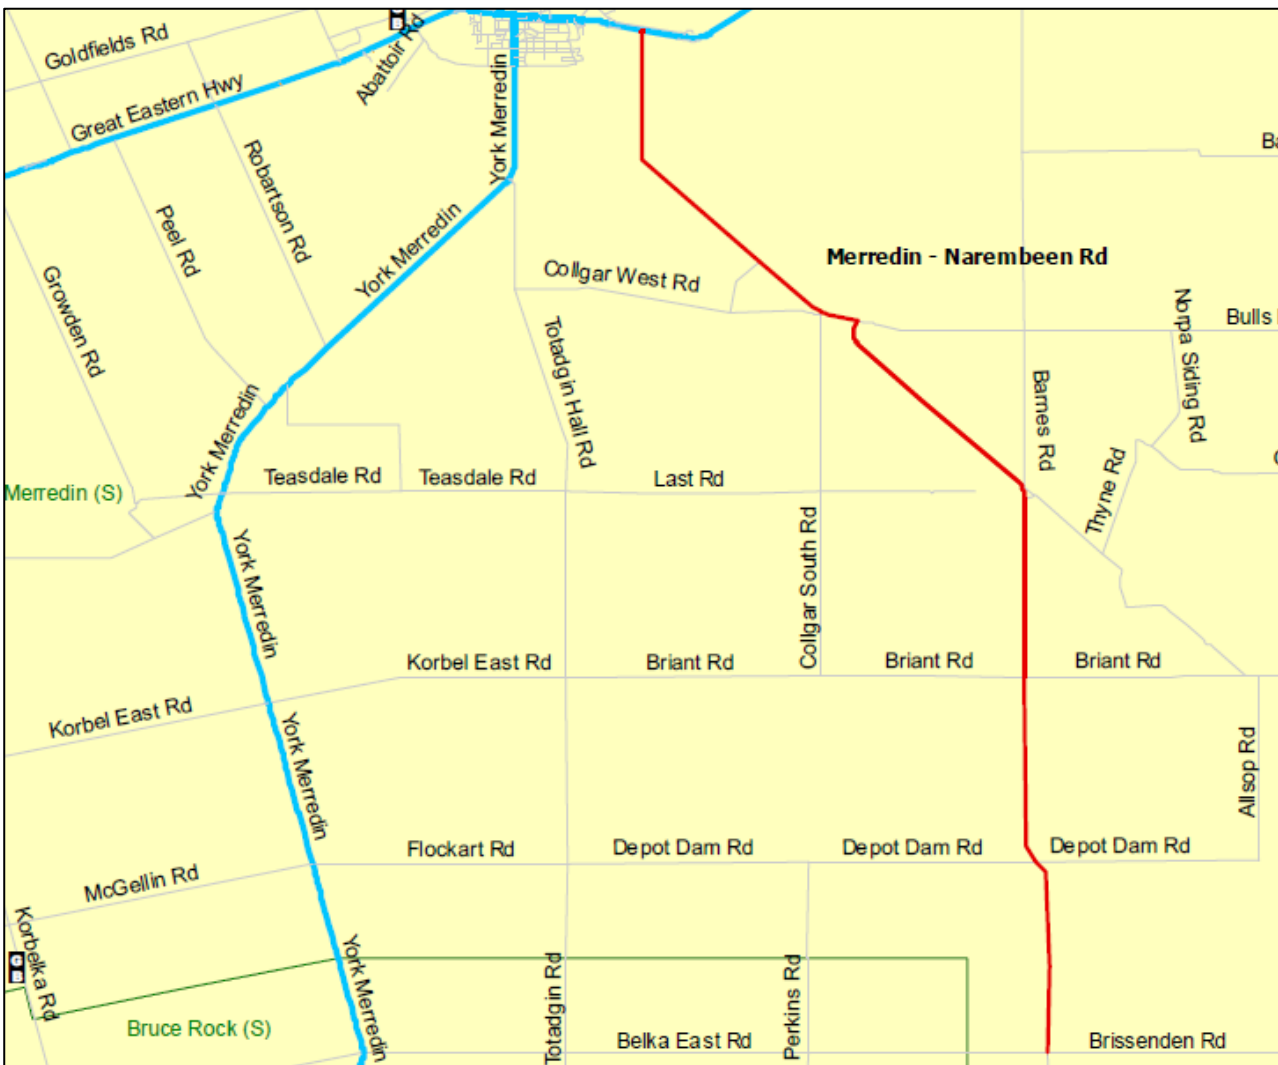 Goldfields Rd
Abattoir Rd
Great Eastern Hwy
York Merredin
Robartson Rd
Ba
Peel Rd
York Merredin
Merredin - Narembeen Rd
Collgar West Rd
Growden Rd
Norpa Siding Rd
Bulls
Totadgin Hall Rd
Barnes Rd
York Merredin
Teasdale Rd
Teasdale Rd
Last Rd
Thyne Rd
Merredin (S)
Collgar South Rd
York Merredin
Korbel East Rd
Briant Rd
Briant Rd
Briant Rd
Korbel East Rd
York Merredin
Allsop Rd
Flockart Rd
Depot Dam Rd
Depot Dam Rd
Depot Dam Rd
McGellin Rd
Korbelka Rd
York Merredin
Totadgin Rd
Perkins Rd
Bruce Rock (S)
Belka East Rd
Brissenden Rd